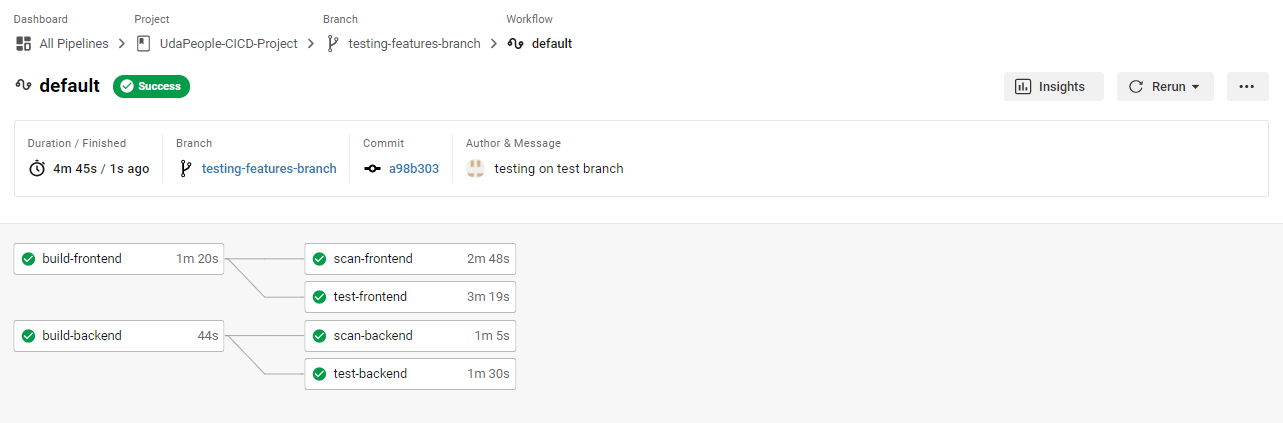 Dashboard Project Branch Workflow
All Pipelines UdaPeople-CICD-Project testing-features-branch default
default Success Insights Rerun
Duration / Finished Branch Commit Author & Message
4m 45s / 1s ago testing-features-branch a98b303 testing on test branch
build-frontend 1m 20s scan-frontend 2m 48s
test-frontend 3m 19s
build-backend 44s scan-backend 1m 5s
test-backend 1m 30s